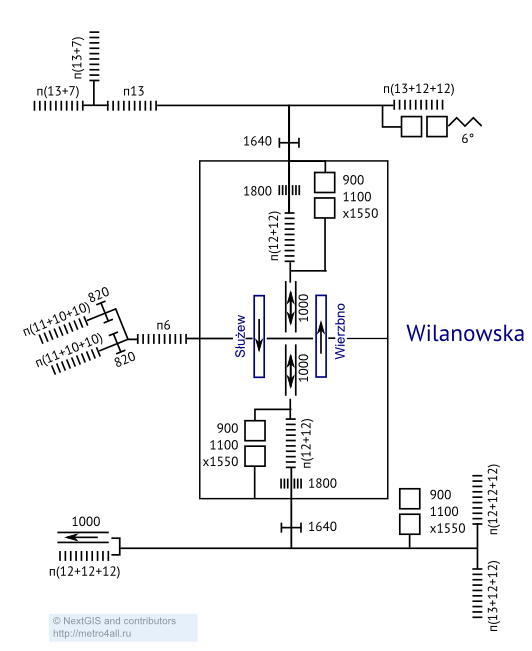 п(13+7)
п(13+7)
п13
п(13+12+12)
6°
1640
1800
900
1100
x1550
п(12+12)
1000
820
п(11+10+10)
п(11+10+10)
820
п6
Służew
Wierzbno
Wilanowska
1000
900
1100
x1550
п(12+12)
1800
1640
1000
п(12+12+12)
900
1100
x1550
п(12+12+12)
п(13+12+12)
© NextGIS and contributors
http://metro4all.ru